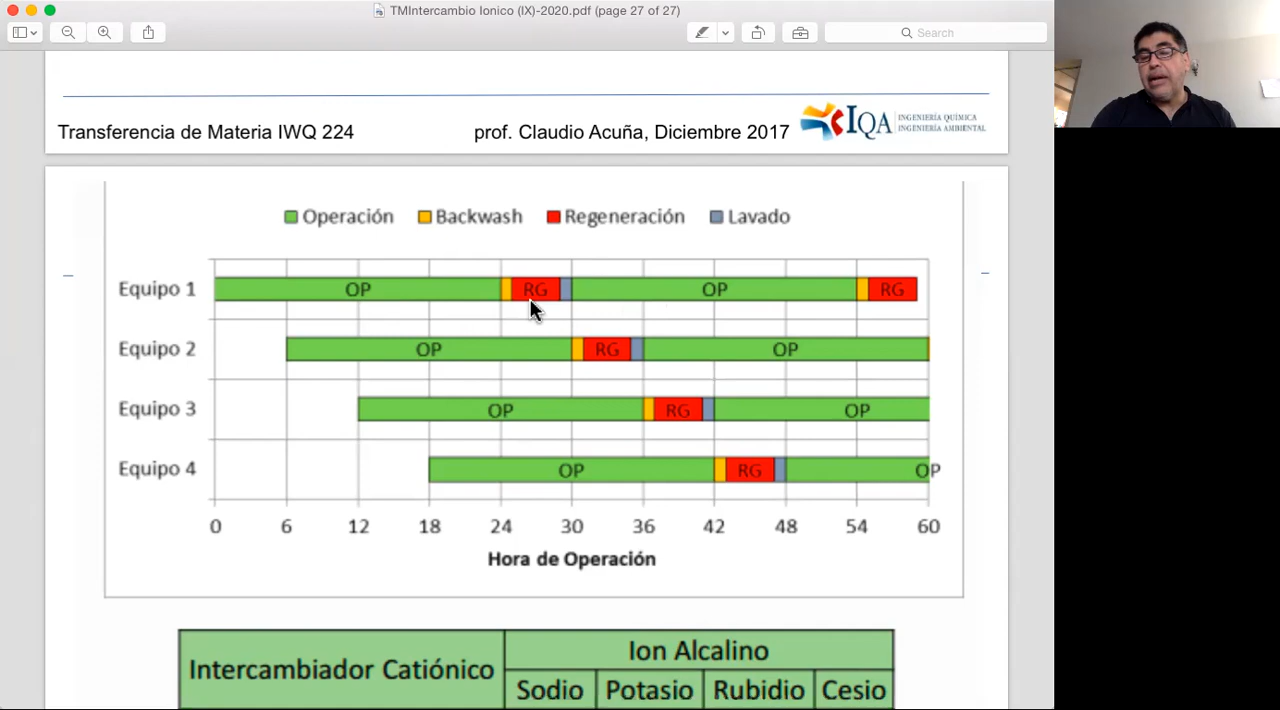 TMIntercambio Ionico (IX)-2020.pdf (page 27 of 27)
Search
Transferencia de Materia IWQ 224 prof. Claudio Acuña, Diciembre 2017 IQA INGENIERÍA QUÍMICA
INGENIERÍA AMBIENTAL
Operación Backwash Regeneración Lavado
Equipo 1 OP RG OP RG
Equipo 2 OP RG OP
Equipo 3 OP RG OP
Equipo 4 OP RG OP
0 6 12 18 24 30 36 42 48 54 60
Hora de Operación
Intercambiador Catiónico Ion Alcalino
Sodio Potasio Rubidio Cesio